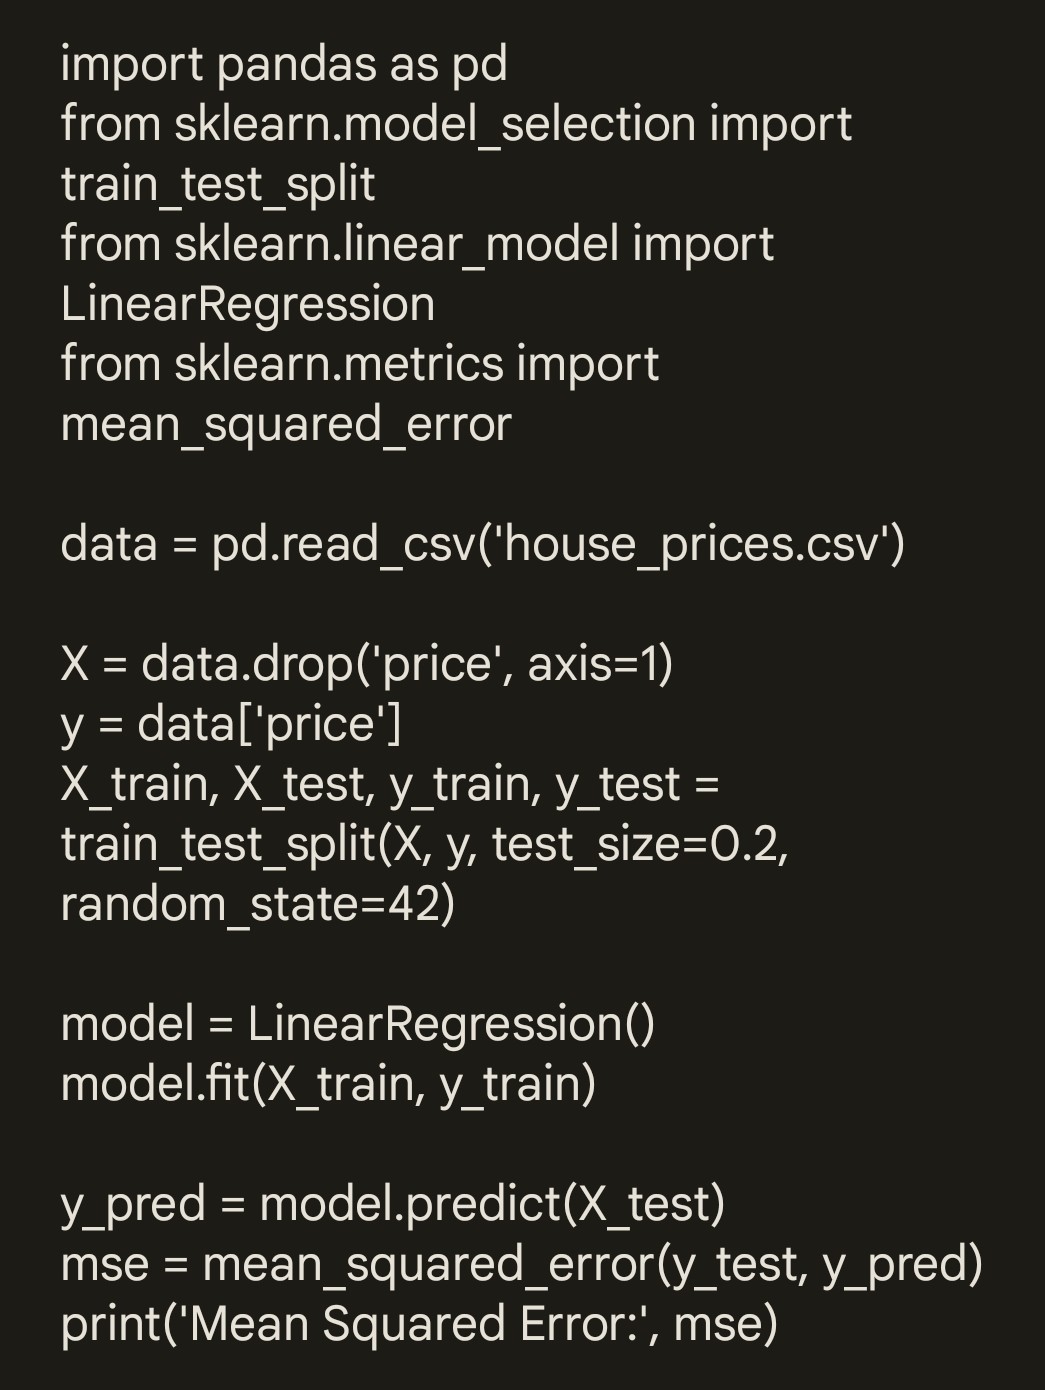 import pandas as pd
from sklearn.model_selection import
train_test_split
from sklearn.linear_model import
LinearRegression
from sklearn.metrics import
mean_squared_error

data = pd.read_csv('house_prices.csv')

X = data.drop('price', axis=1)
y = data['price']
X_train, X_test, y_train, y_test =
train_test_split(X, y, test_size=0.2,
random_state=42)

model = LinearRegression()
model.fit(X_train, y_train)

y_pred = model.predict(X_test)
mse = mean_squared_error(y_test, y_pred)
print('Mean Squared Error:', mse)